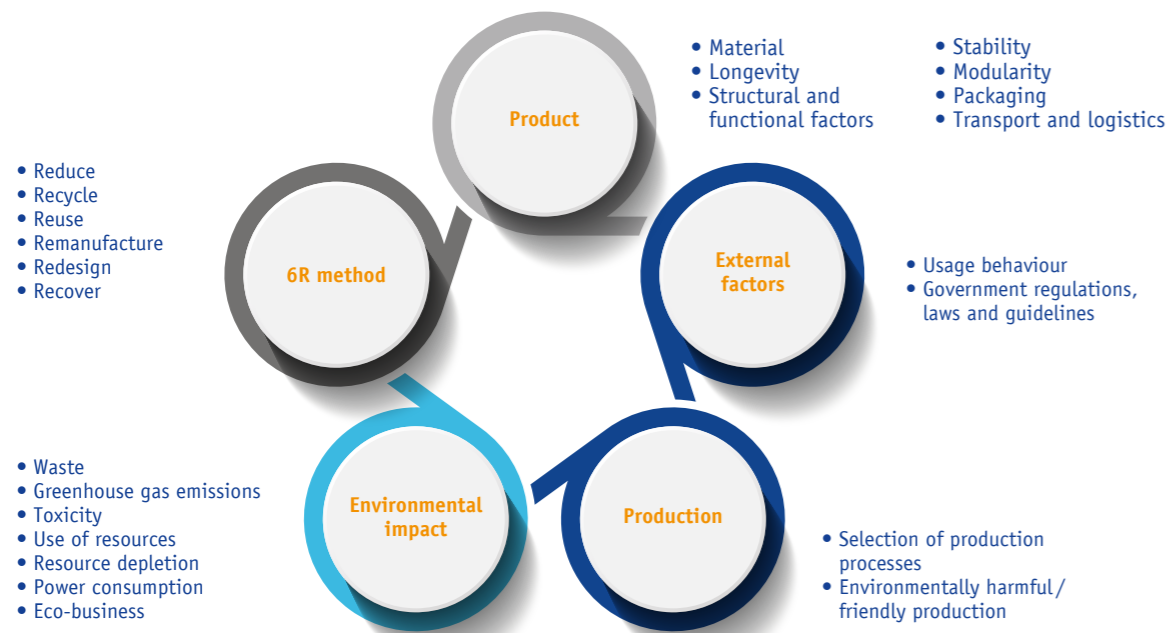 Product
• Material
• Longevity
• Structural and
functional factors
• Stability
• Modularity
• Packaging
• Transport and logistics
• Reduce
• Recycle
• Reuse
• Remanufacture
• Redesign
• Recover
6R method
External
factors
• Usage behaviour
• Government regulations,
laws and guidelines
• Waste
• Greenhouse gas emissions
• Toxicity
• Use of resources
• Resource depletion
• Power consumption
• Eco-business
Environmental
impact
Production
• Selection of production
processes
• Environmentally harmful/
friendly production